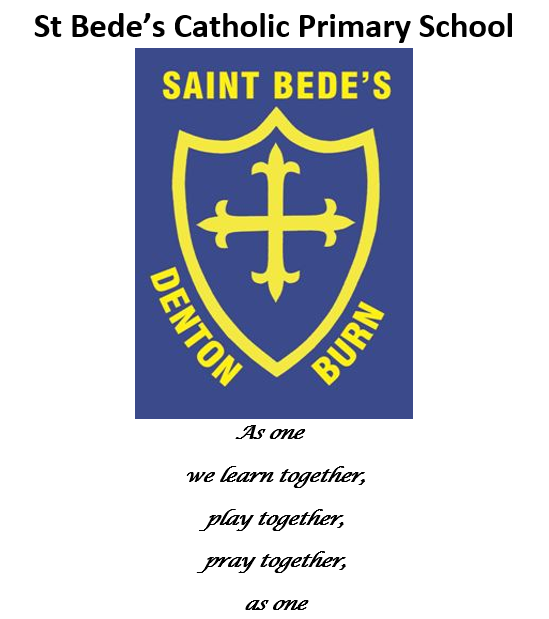 St Bede’s Catholic Primary School
SAINT BEDE’S
DENTON
BURN
As one
we learn together,
play together,
pray together,
as one